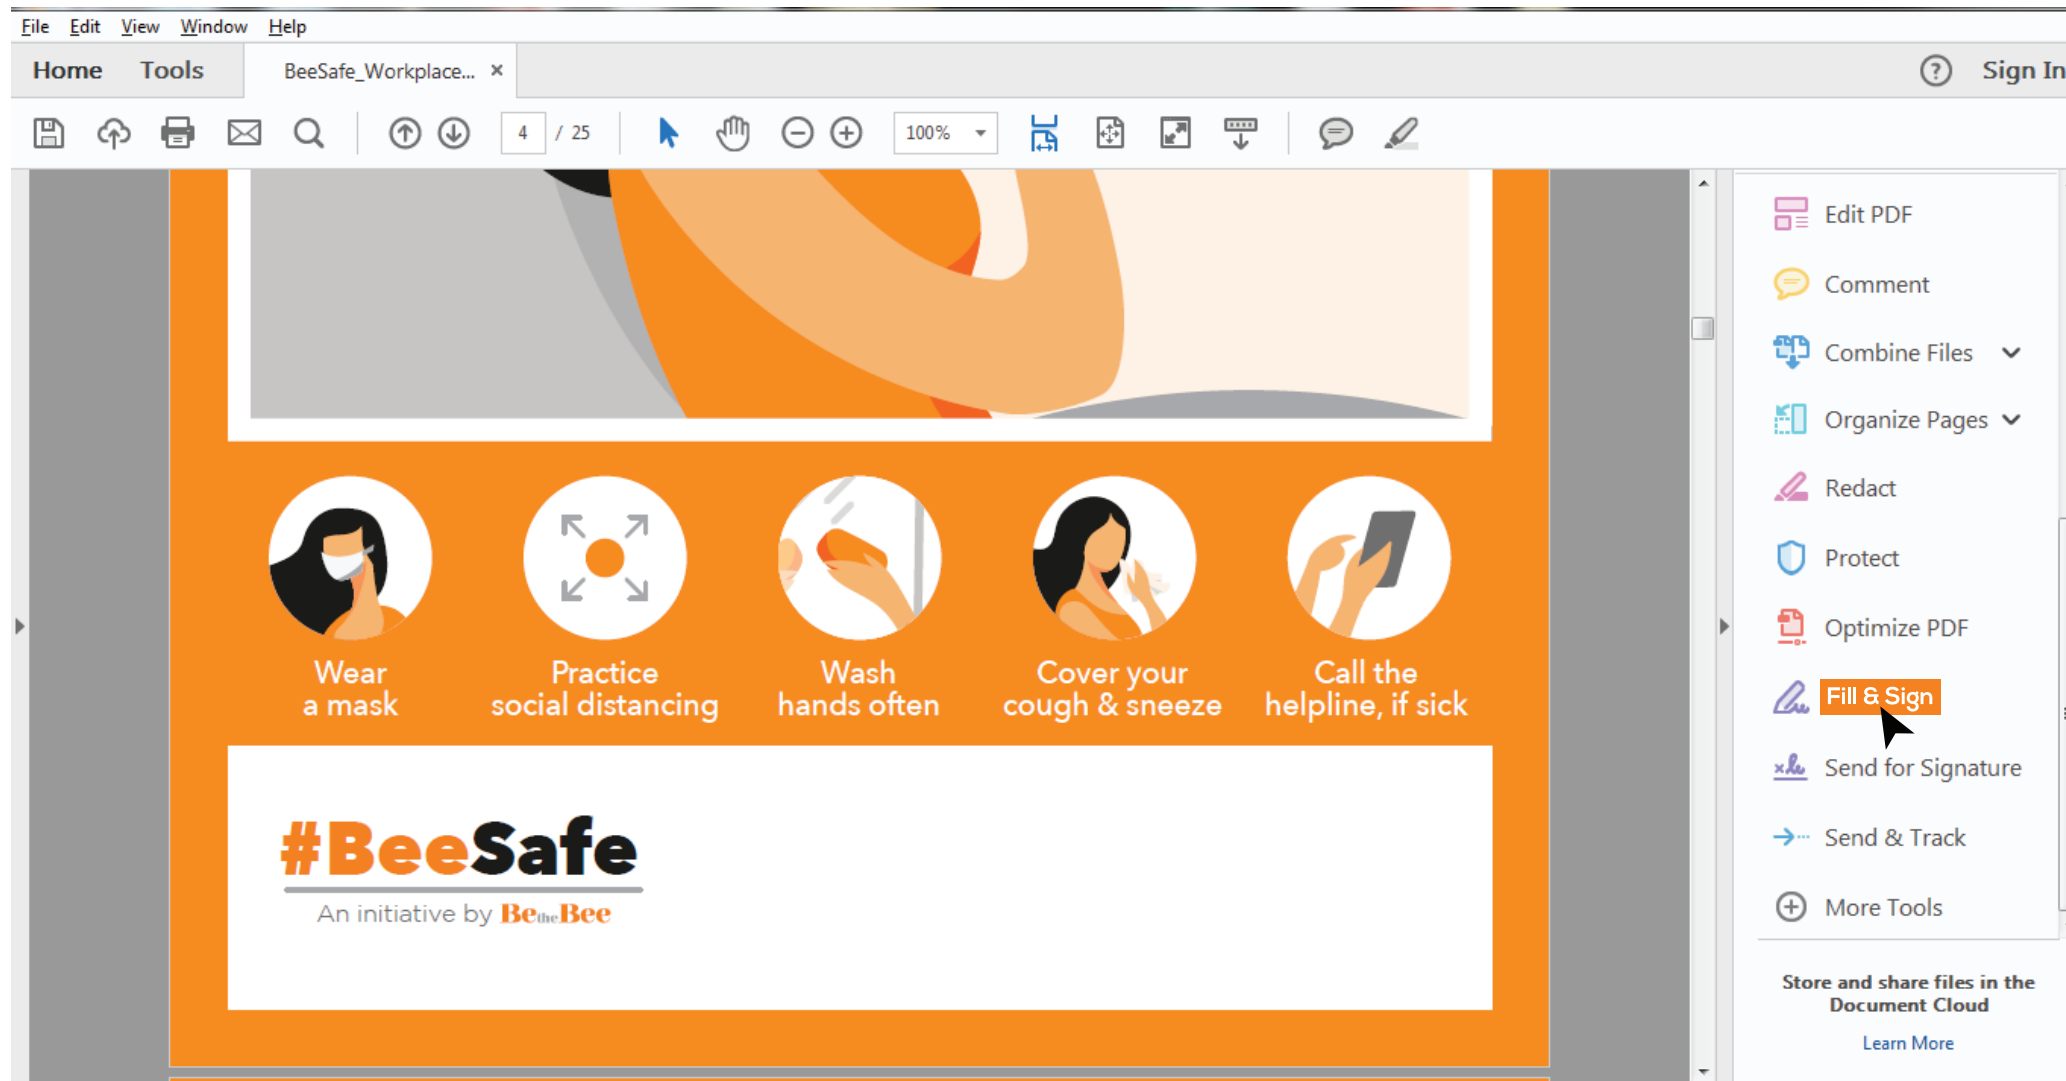 File Edit View Window Help
Home Tools BeeSafe_Workplace... × ? Sign In
4 / 25 100%
Edit PDF
Comment
Combine Files
Organize Pages
Redact
Protect
Optimize PDF
Fill & Sign
Send for Signature
Send & Track
More Tools
Store and share files in the
Document Cloud
Learn More
Wear
a mask
Practice
social distancing
Wash
hands often
Cover your
cough & sneeze
Call the
helpline, if sick
#BeeSafe
An initiative by BetheBee